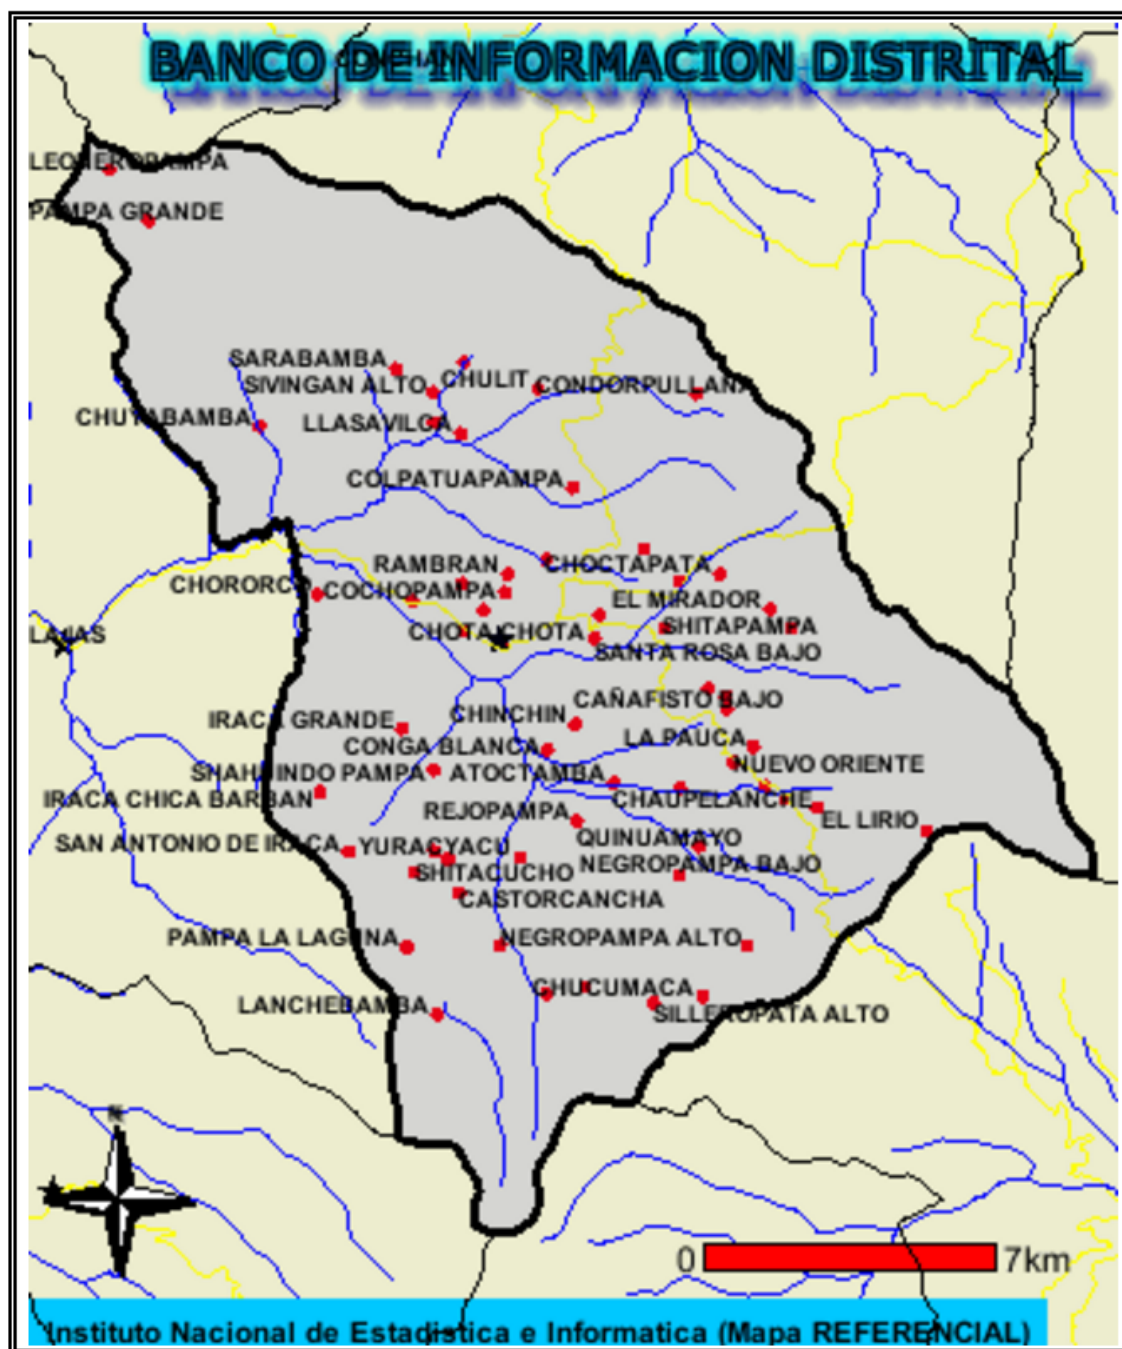 BANCO DE INFORMACION DISTRITAL
LEONEROPAMPA
PAMPA GRANDE
SARABAMBA
SIVINGAN ALTO
CHULIT
CONDORPULLANA
CHUYABAMBA
LLASAVILCA
COLPATUAPAMPA
RAMBRAN
CHOCTAPATA
CHORORCO
COCHOPAMPA
EL MIRADOR
LAJAS
CHOTA
CHOTA
SHITAPAMPA
SANTA ROSA BAJO
CAÑAFISTO BAJO
IRACA GRANDE
CHINCHIN
CONGA BLANCA
LA PAUCA
SHAHUINDO PAMPA
ATOCTAMBA
NUEVO ORIENTE
IRACA CHICA BARBAN
CHAUPELANCHE
REJOPAMPA
EL LIRIO
SAN ANTONIO DE IRACA
YURACYACU
QUINUAMAYO
SHITACUCHO
NEGROPAMPA BAJO
CASTORCANCHA
PAMPA LA LAGUNA
NEGROPAMPA ALTO
CHUCUMACA
LANCHEBAMBA
SILLEROPATA ALTO
N
0 7km
Instituto Nacional de Estadistica e Informatica (Mapa REFERENCIAL)